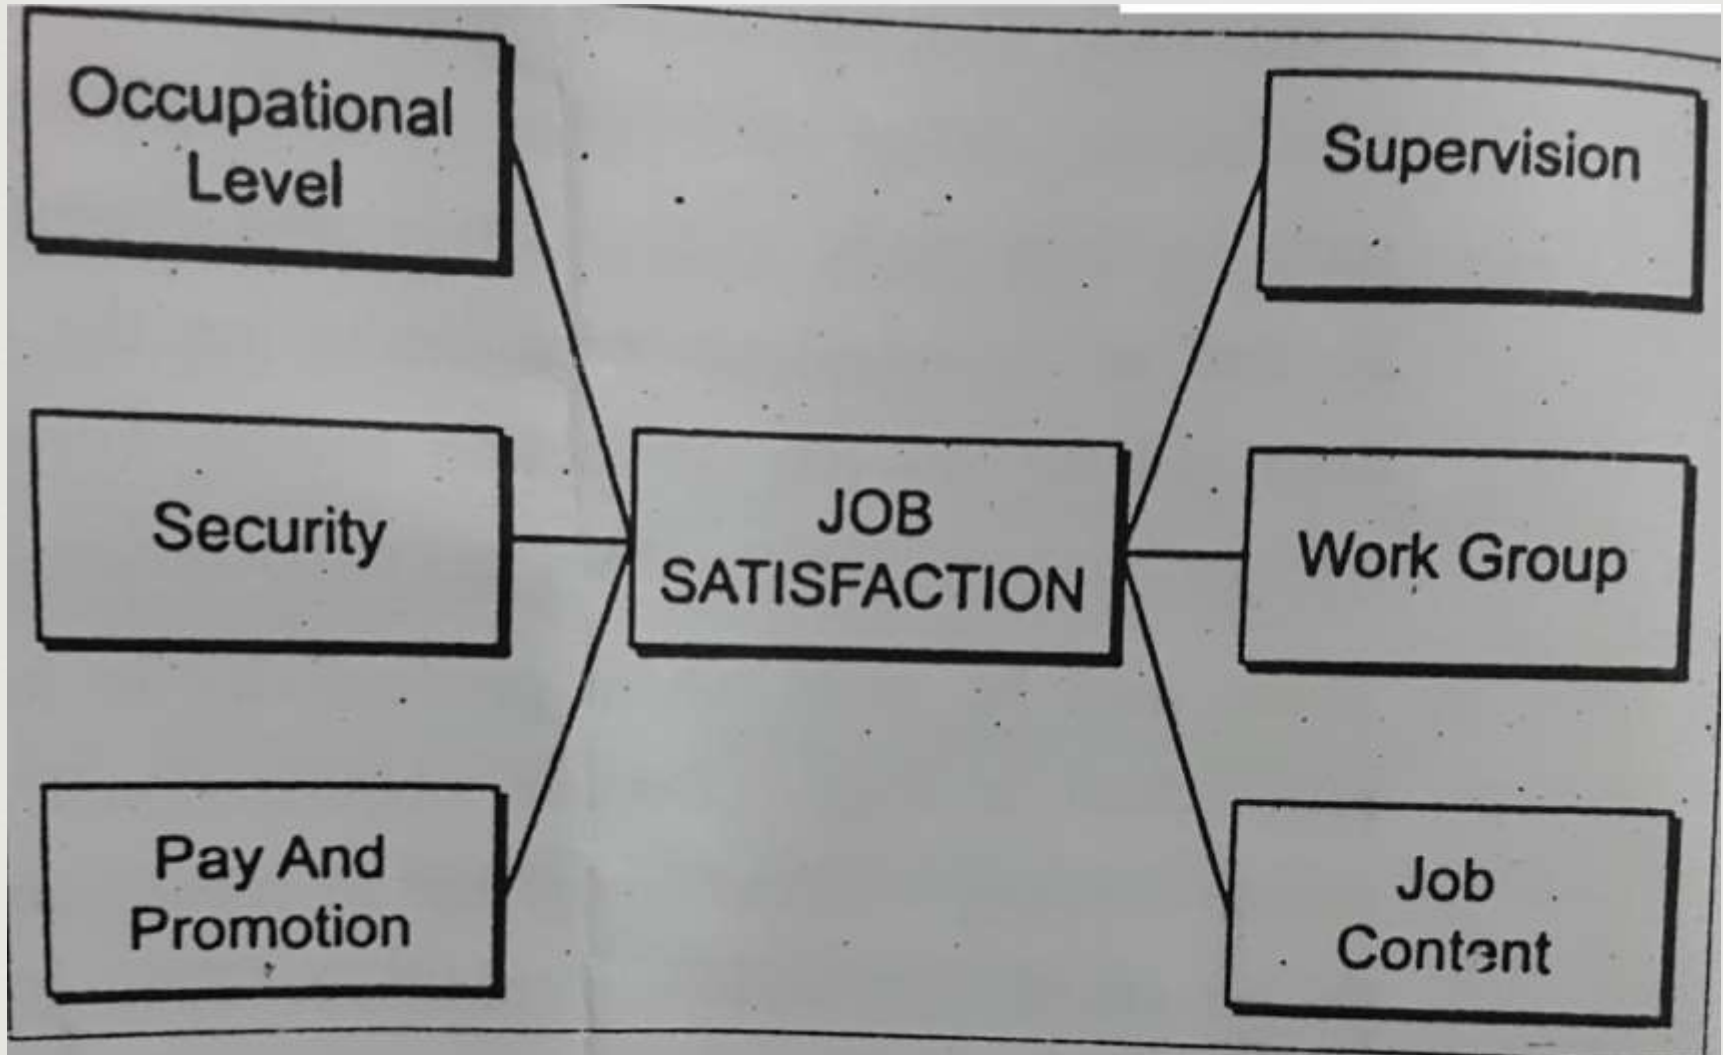 Occupational
Level
Supervision
Security
JOB
SATISFACTION
Work Group
Pay And
Promotion
Job
Content